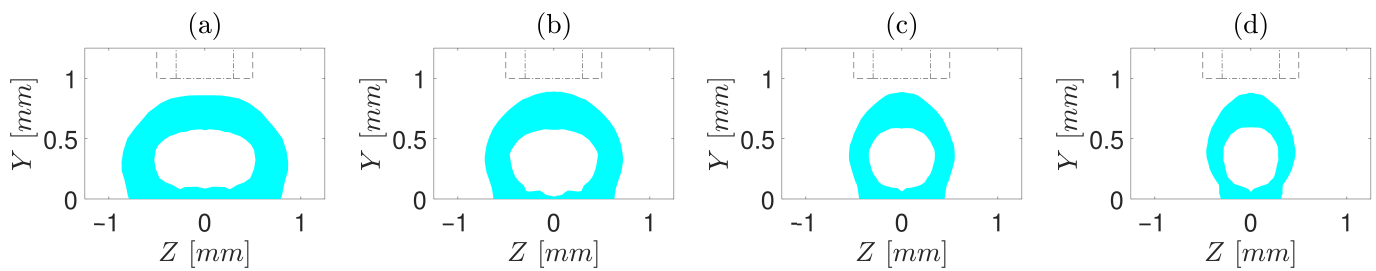 (a) (b) (c) (d)
1 1 1 1
Y [mm] Y [mm] Y [mm] Y [mm]
0.5 0.5 0.5 0.5
0 0 0 0
−1 0 1 −1 0 1 −1 0 1 −1 0 1
Z [mm] Z [mm] Z [mm] Z [mm]